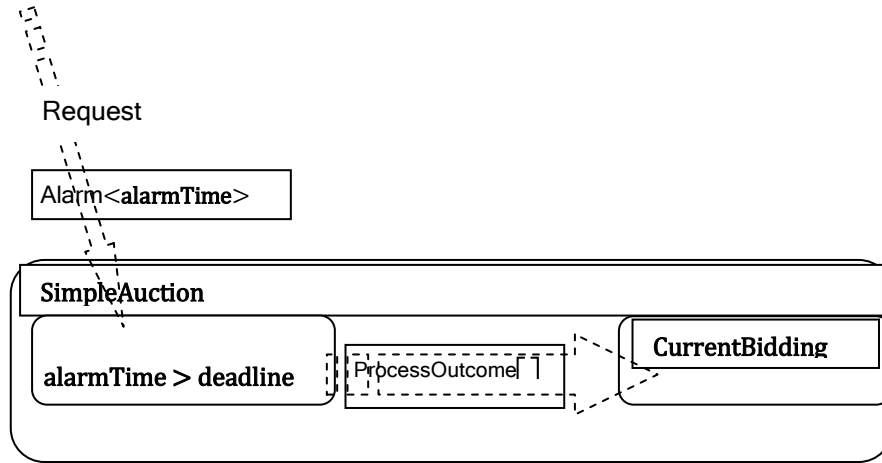 Request
Alarm<alarmTime>
SimpleAuction
CurrentBidding
ProcessOutcome⌈⌉
alarmTime > deadline